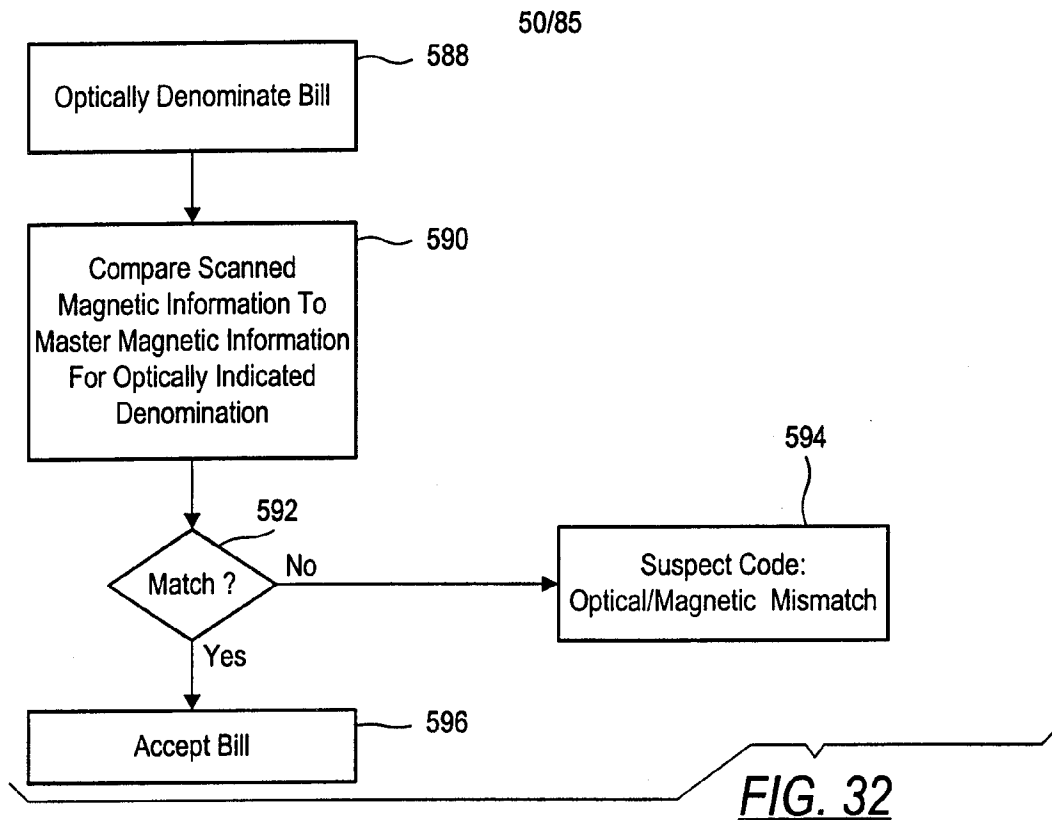 50/85
588
Optically Denominate Bill
590
Compare Scanned
Magnetic Information To
Master Magnetic Information
For Optically Indicated
Denomination
592
Match ?
No
594
Suspect Code:
Optical/Magnetic Mismatch
Yes
596
Accept Bill
FIG. 32